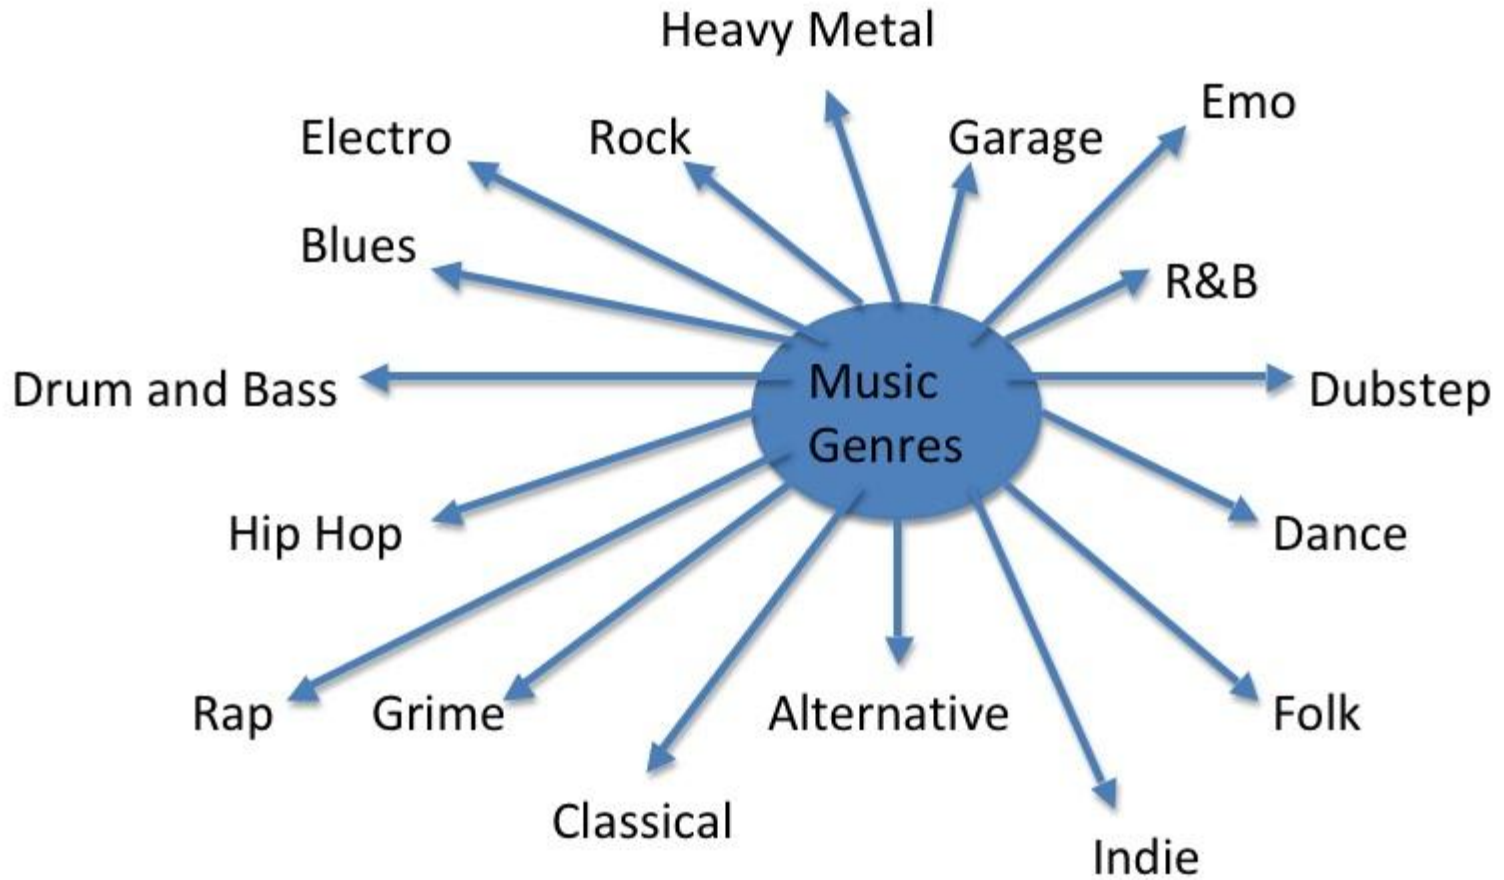 Heavy Metal
Emo
Electro
Rock
Garage
Blues
R&B
Music
Genres
Drum and Bass
Dubstep
Hip Hop
Dance
Rap
Grime
Alternative
Folk
Classical
Indie